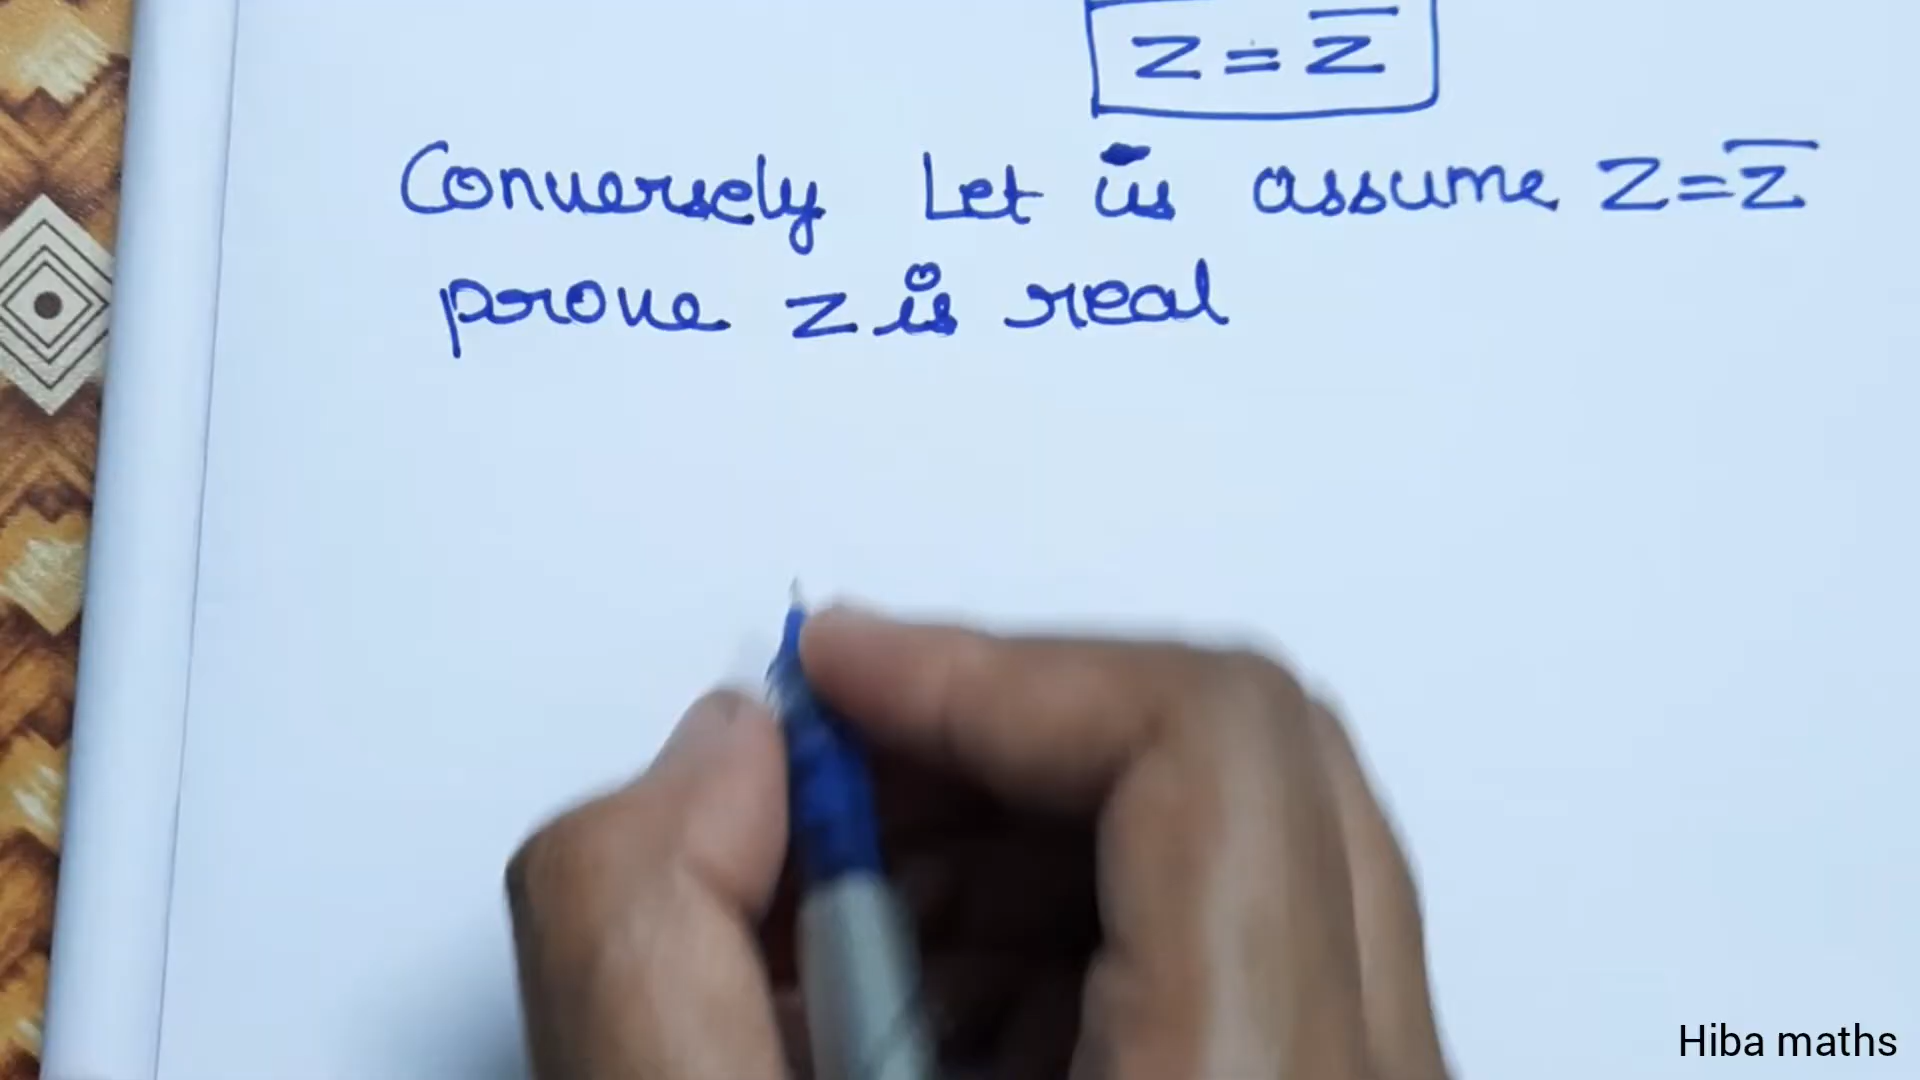 z = z̅
Conversely Let us assume z = z̅
prove z is real
Hiba maths